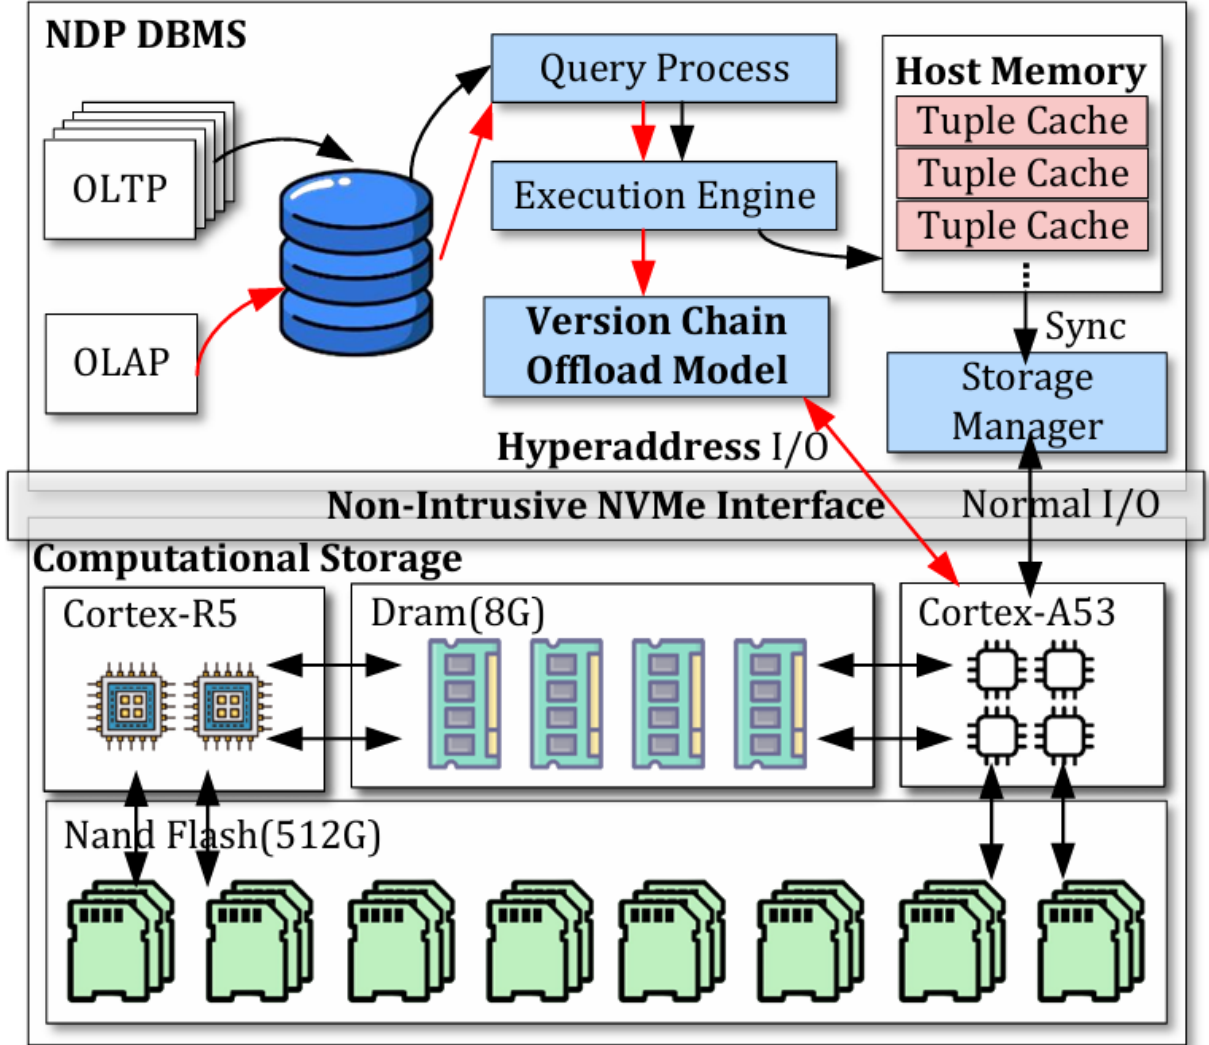 NDP DBMS
OLTP
OLAP
Query Process
Execution Engine
Version Chain
Offload Model
Host Memory
Tuple Cache
Tuple Cache
Tuple Cache
Sync
Storage
Manager
Hyperaddress I/O
Non-Intrusive NVMe Interface
Normal I/O
Computational Storage
Cortex-R5
Dram(8G)
Cortex-A53
Nand Flash(512G)